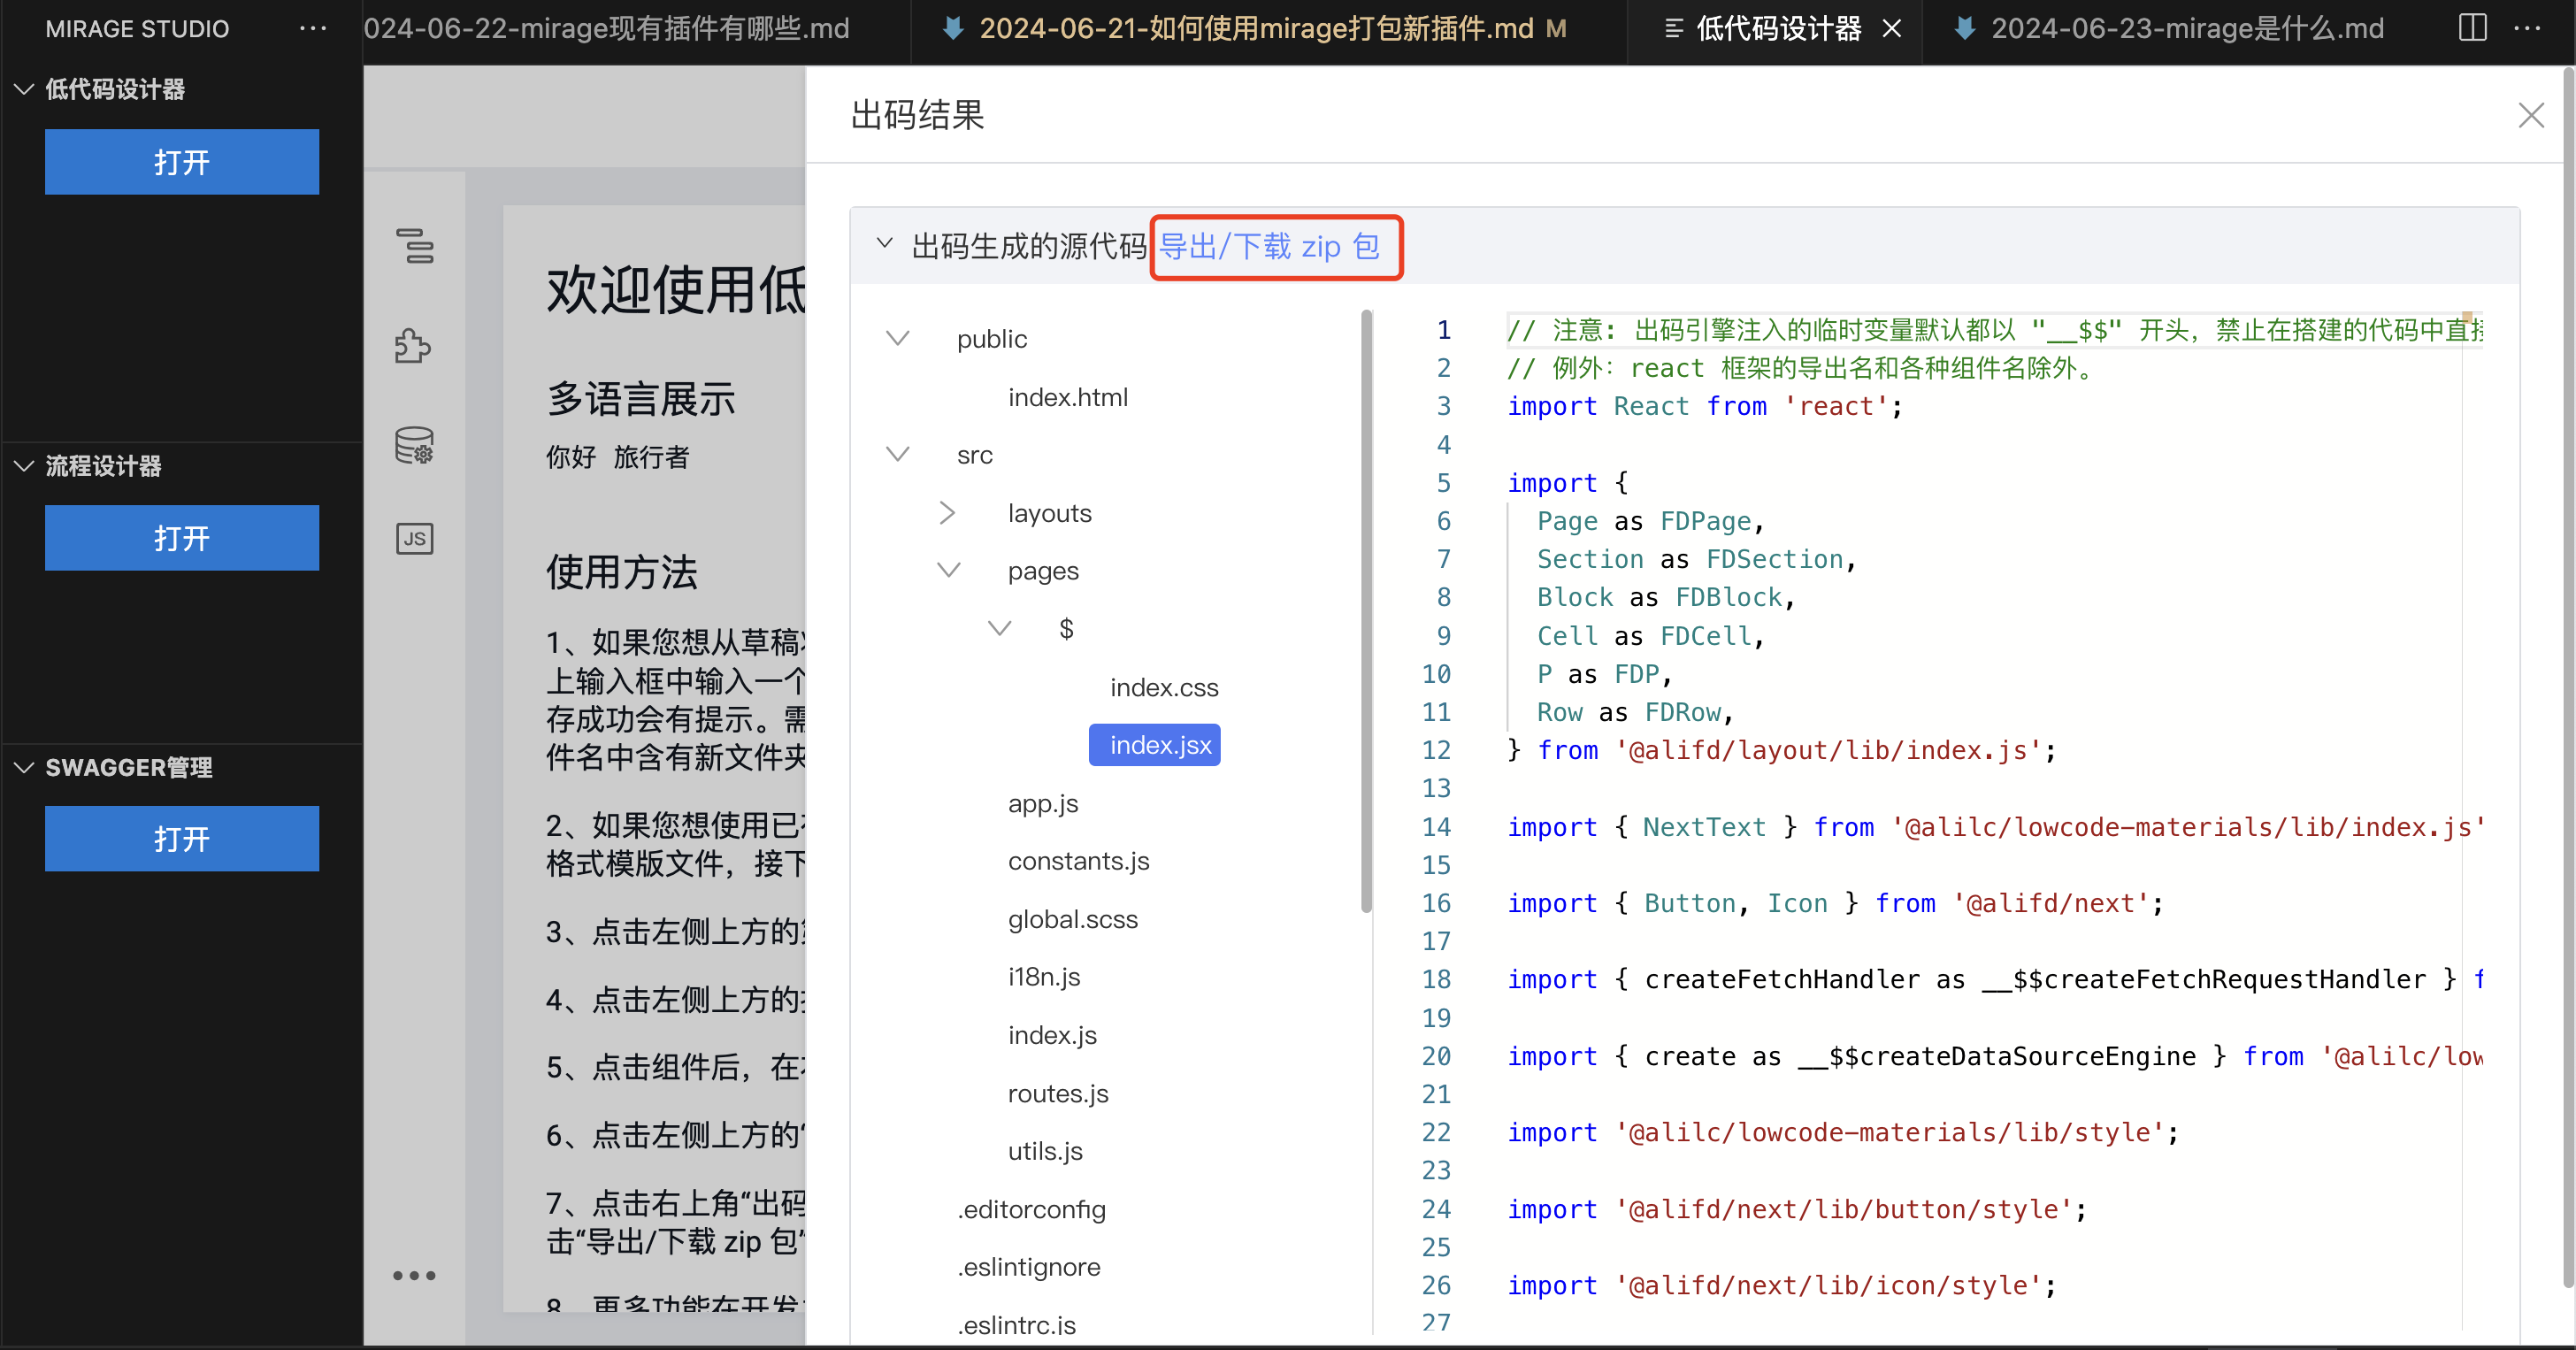 MIRAGE STUDIO
024-06-22-mirage现有插件有哪些.md
2024-06-21-如何使用mirage打包新插件.md M
低代码设计器
2024-06-23-mirage是什么.md
低代码设计器
打开
流程设计器
打开
SWAGGER管理
打开
JS
欢迎使用低
多语言展示
你好 旅行者
使用方法
1、如果您想从草稿
上输入框中输入一个
存成功会有提示。需
件名中含有新文件夹
2、如果您想使用已
格式模版文件，接下
3、点击左侧上方的
4、点击左侧上方的
5、点击组件后，在
6、点击左侧上方的“
7、点击右上角“出码
击“导出/下载 zip 包”
8、更多功能在开发
出码结果
出码生成的源代码 导出/下载 zip 包
public
index.html
src
layouts
pages
$
index.css
index.jsx
app.js
constants.js
global.scss
i18n.js
index.js
routes.js
utils.js
.editorconfig
.eslintignore
.eslintrc.js
1 // 注意: 出码引擎注入的临时变量默认都以 "__$$" 开头，禁止在搭建的代码中直接
2 // 例外：react 框架的导出名和各种组件名除外。
3 import React from 'react';
4
5 import {
6 Page as FDPage,
7 Section as FDSection,
8 Block as FDBlock,
9 Cell as FDCell,
10 P as FDP,
11 Row as FDRow,
12 } from '@alifd/layout/lib/index.js';
13
14 import { NextText } from '@alilc/lowcode-materials/lib/index.js'
15
16 import { Button, Icon } from '@alifd/next';
17
18 import { createFetchHandler as __$$createFetchRequestHandler } f
19
20 import { create as __$$createDataSourceEngine } from '@alilc/low
21
22 import '@alilc/lowcode-materials/lib/style';
23
24 import '@alifd/next/lib/button/style';
25
26 import '@alifd/next/lib/icon/style';
27